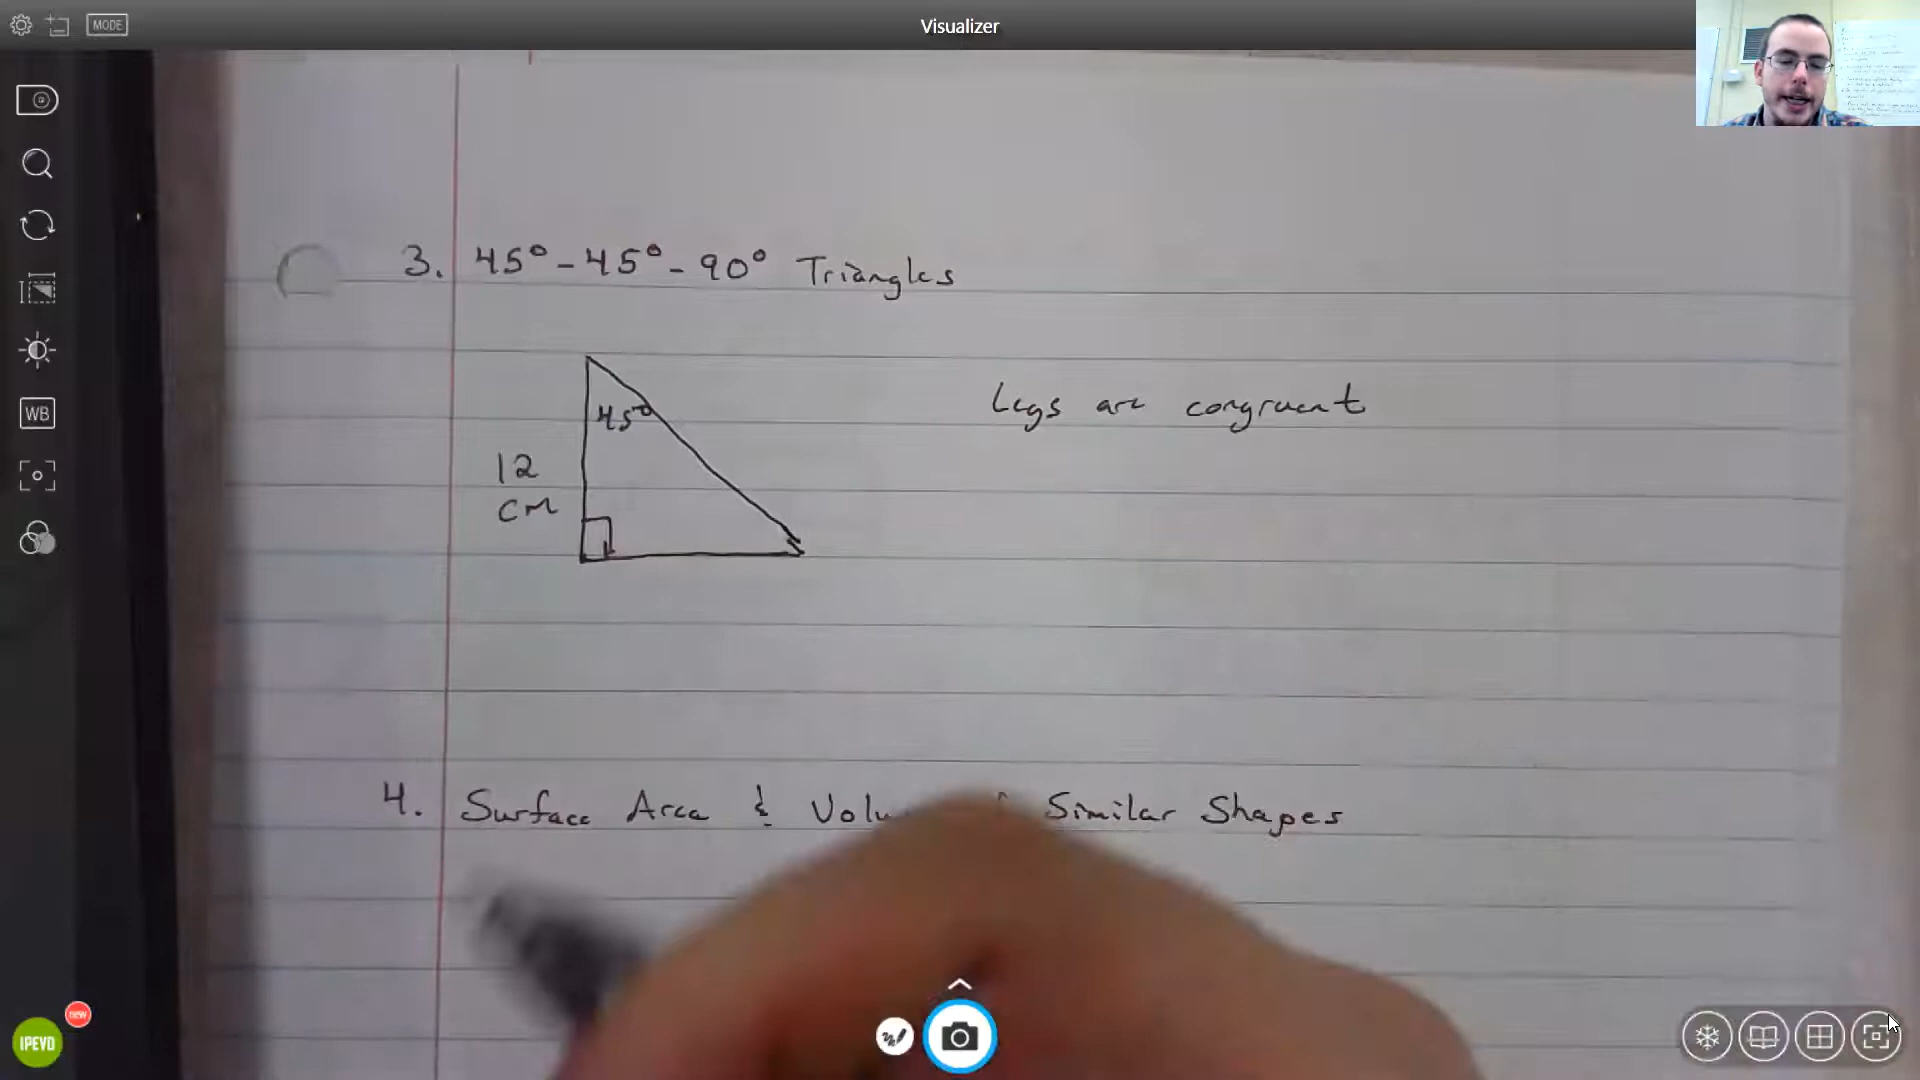 MODE
Visualizer
WB
3. 45° - 45° - 90° Triangles
45°
Legs are congruent
12
cm
4. Surface Area & Similar Shapes
new
IPEVO